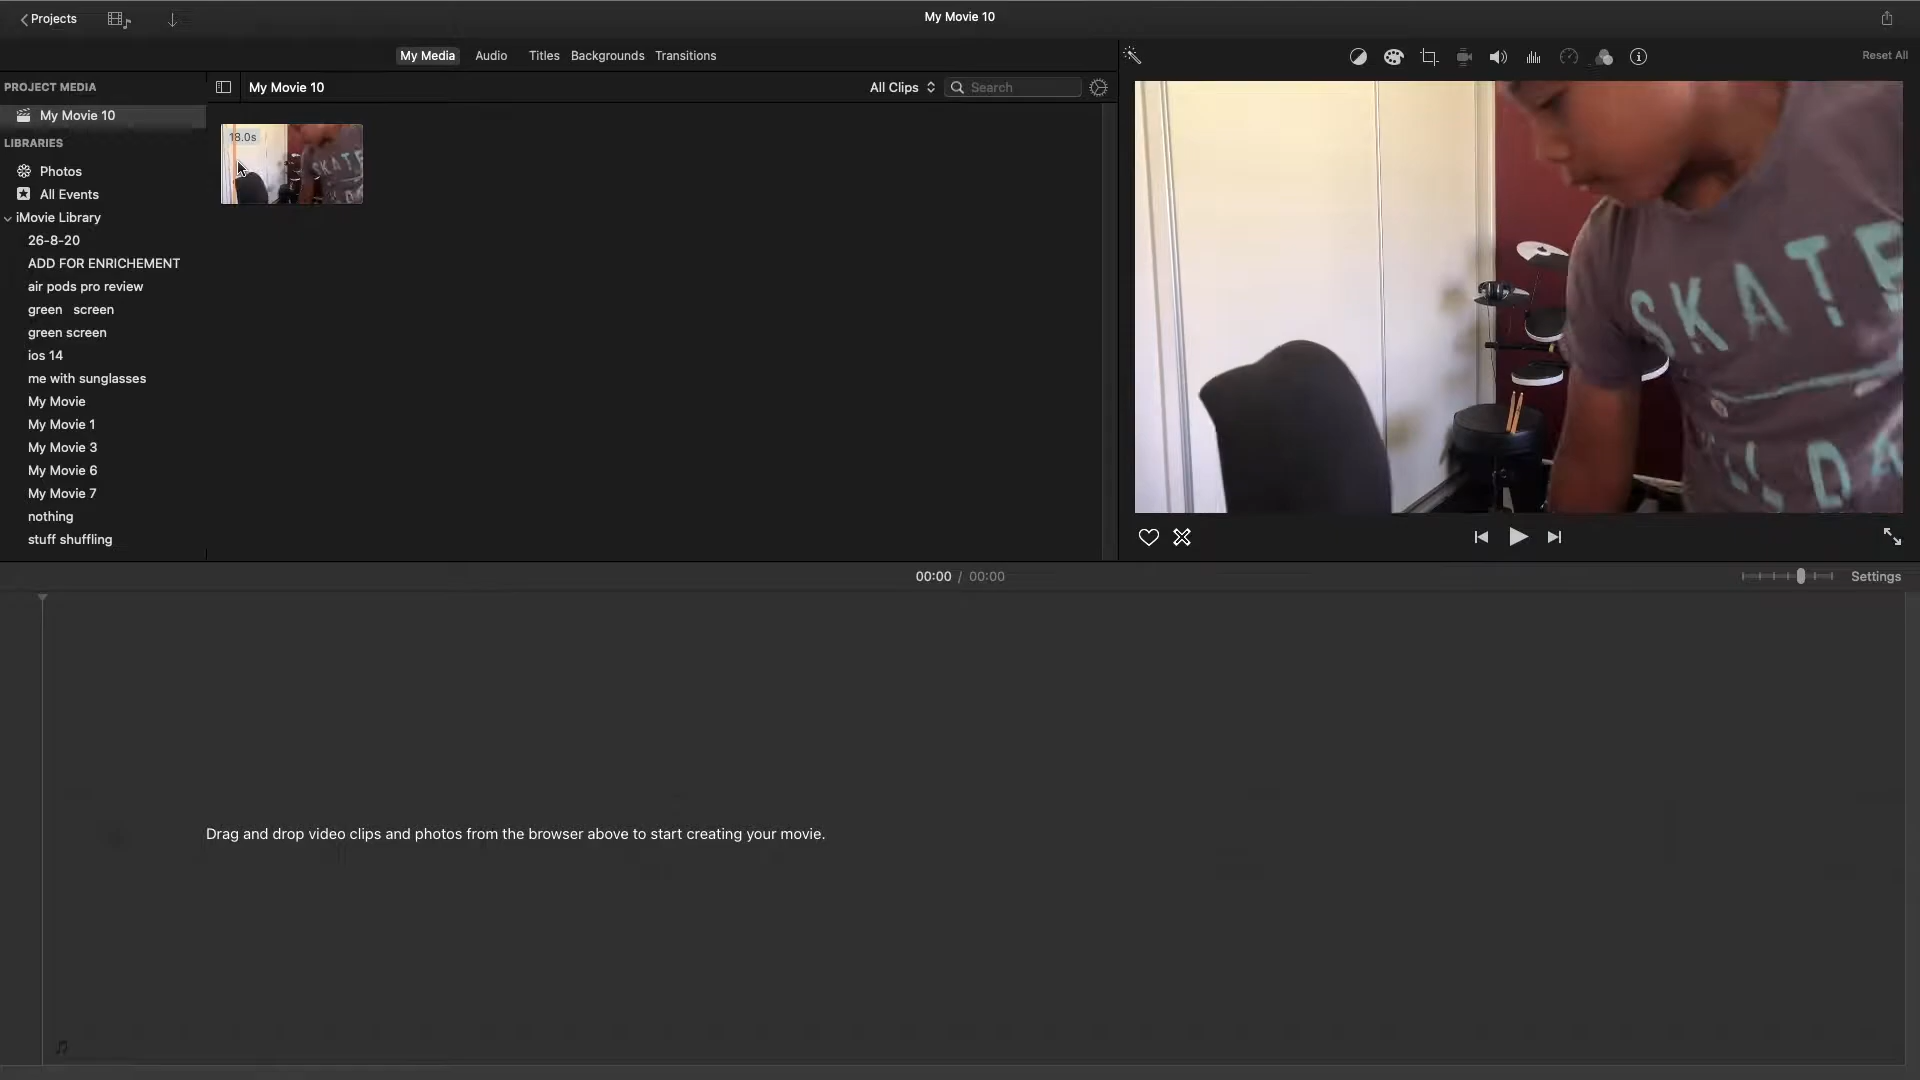 Projects
My Movie 10
My Media
Audio
Titles
Backgrounds
Transitions
Reset All
PROJECT MEDIA
My Movie 10
All Clips
Search
My Movie 10
LIBRARIES
Photos
All Events
iMovie Library
26-8-20
ADD FOR ENRICHEMENT
air pods pro review
green screen
green screen
ios 14
me with sunglasses
My Movie
My Movie 1
My Movie 3
My Movie 6
My Movie 7
nothing
stuff shuffling
18.0s
SKATE
00:00 / 00:00
Settings
Drag and drop video clips and photos from the browser above to start creating your movie.